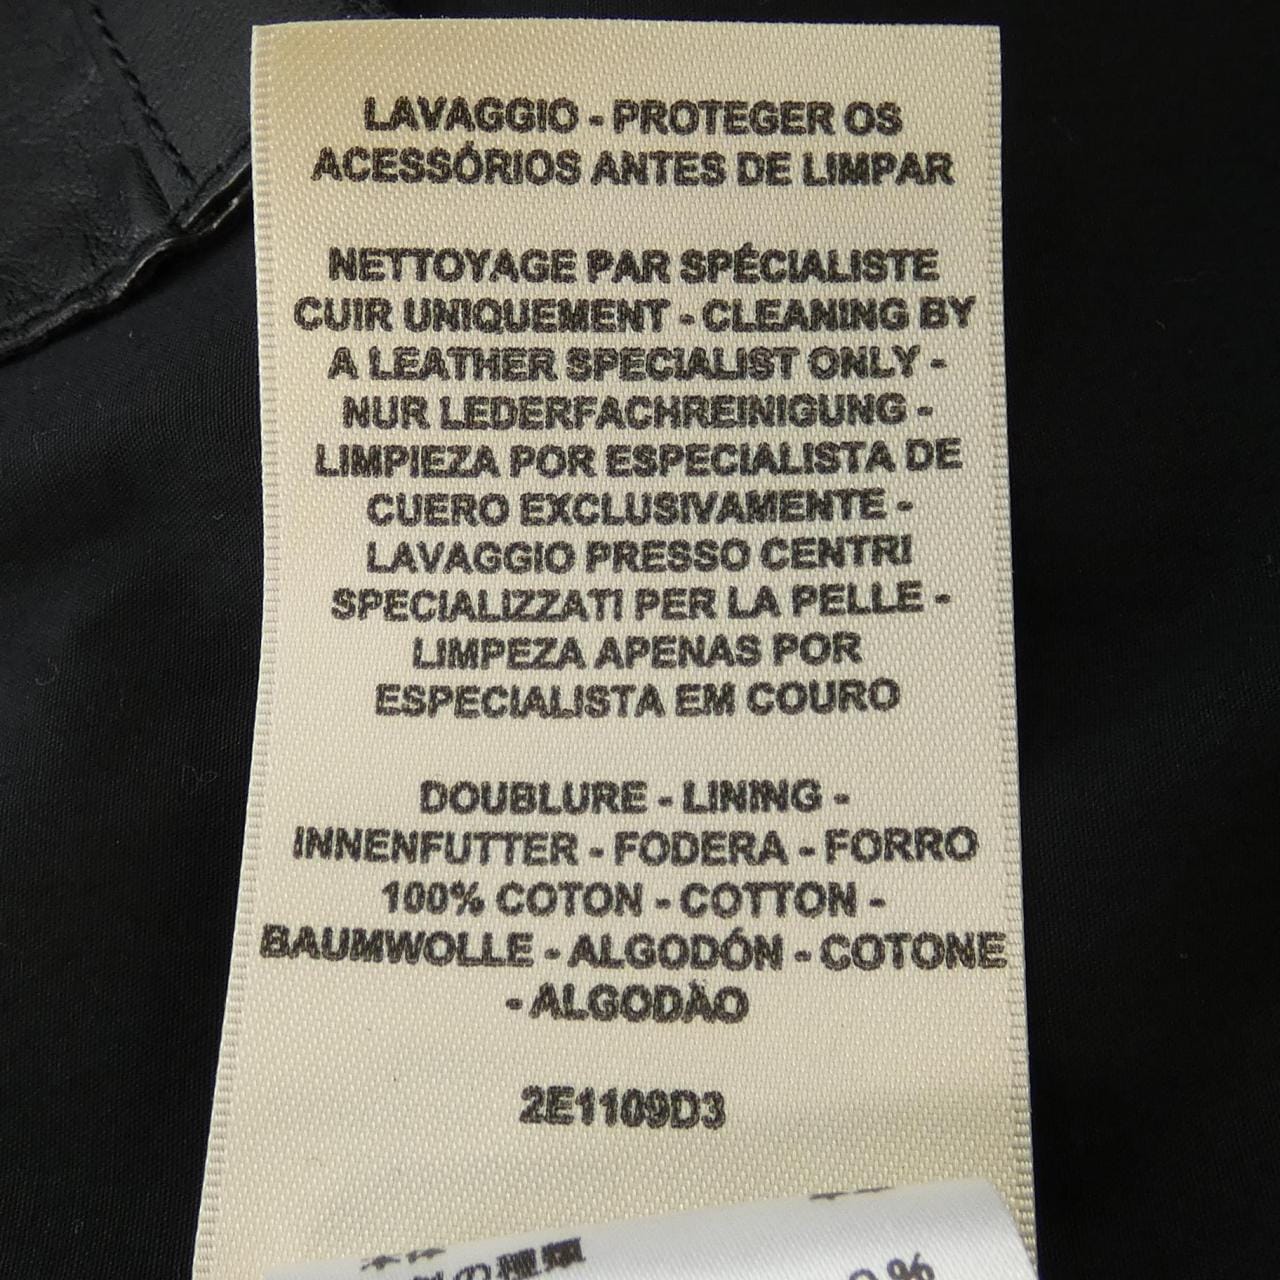 LAVAGGIO - PROTEGER OS
ACESSÓRIOS ANTES DE LIMPAR
NETTOYAGE PAR SPÉCIALISTE
CUIR UNIQUEMENT - CLEANING BY
A LEATHER SPECIALIST ONLY -
NUR LEDERFACHREINIGUNG -
LIMPIEZA POR ESPECIALISTA DE
CUERO EXCLUSIVAMENTE -
LAVAGGIO PRESSO CENTRI
SPECIALIZZATI PER LA PELLE -
LIMPEZA APENAS POR
ESPECIALISTA EM COURO
DOUBLURE - LINING -
INNENFUTTER - FODERA - FORRO
100% COTON - COTTON -
BAUMWOLLE - ALGODÓN - COTONE
- ALGODÃO
2E1109D3